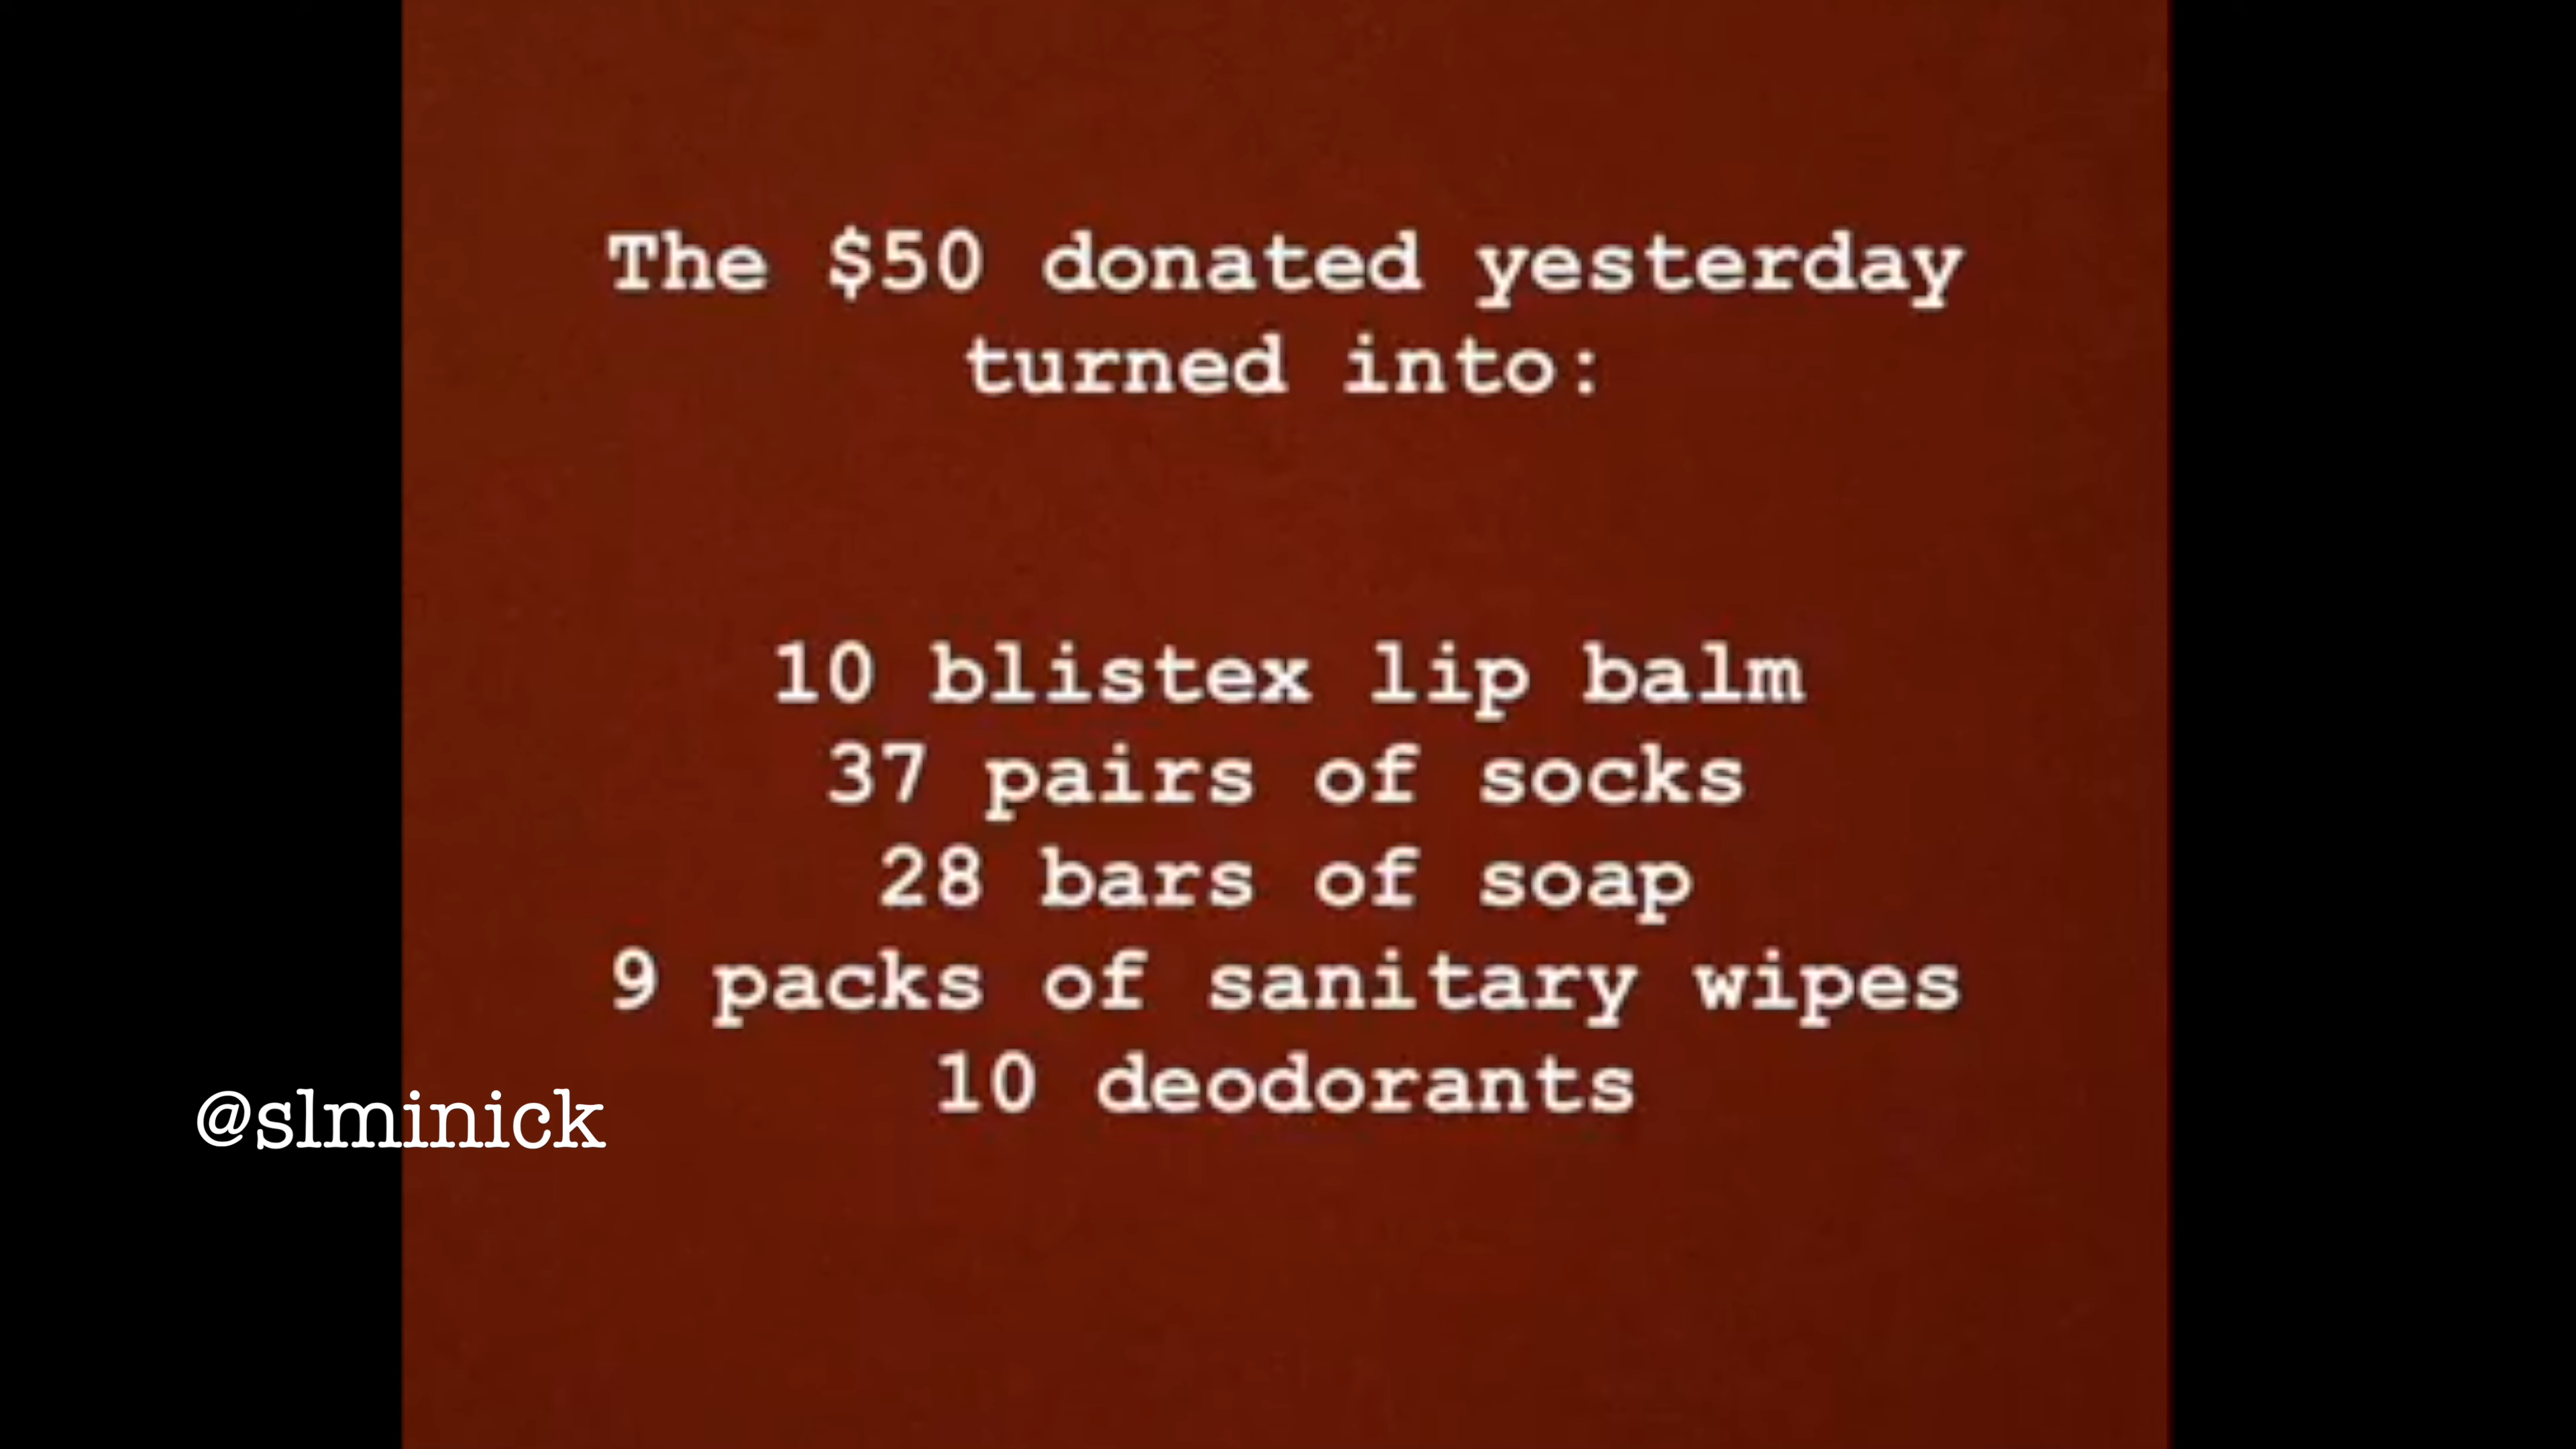 The $50 donated yesterday
turned into:
10 blistex lip balm
37 pairs of socks
28 bars of soap
9 packs of sanitary wipes
10 deodorants
@slminick